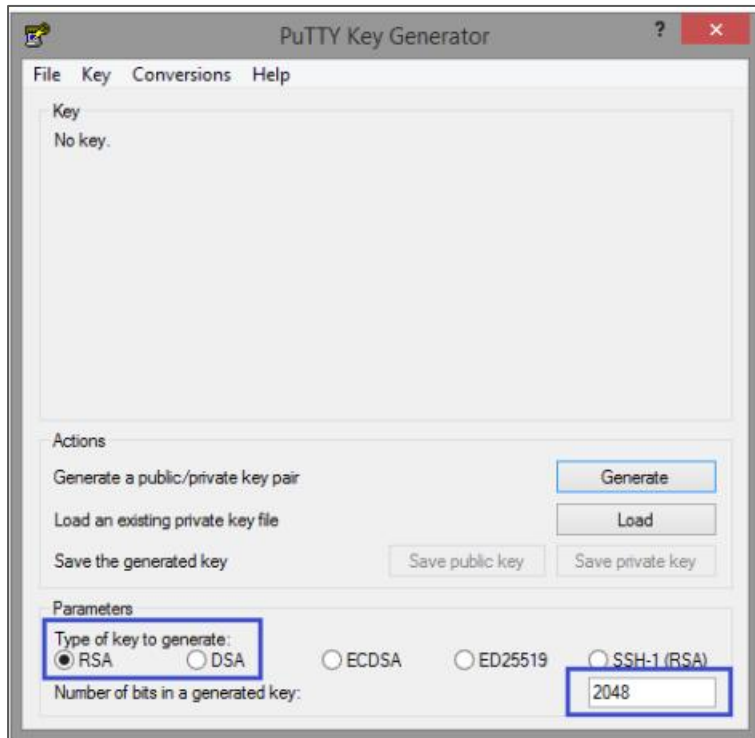 PuTTY Key Generator
? ×
File Key Conversions Help
Key
No key.
Actions
Generate a public/private key pair Generate
Load an existing private key file Load
Save the generated key Save public key Save private key
Parameters
Type of key to generate:
RSA DSA ECDSA ED25519 SSH-1 (RSA)
Number of bits in a generated key: 2048